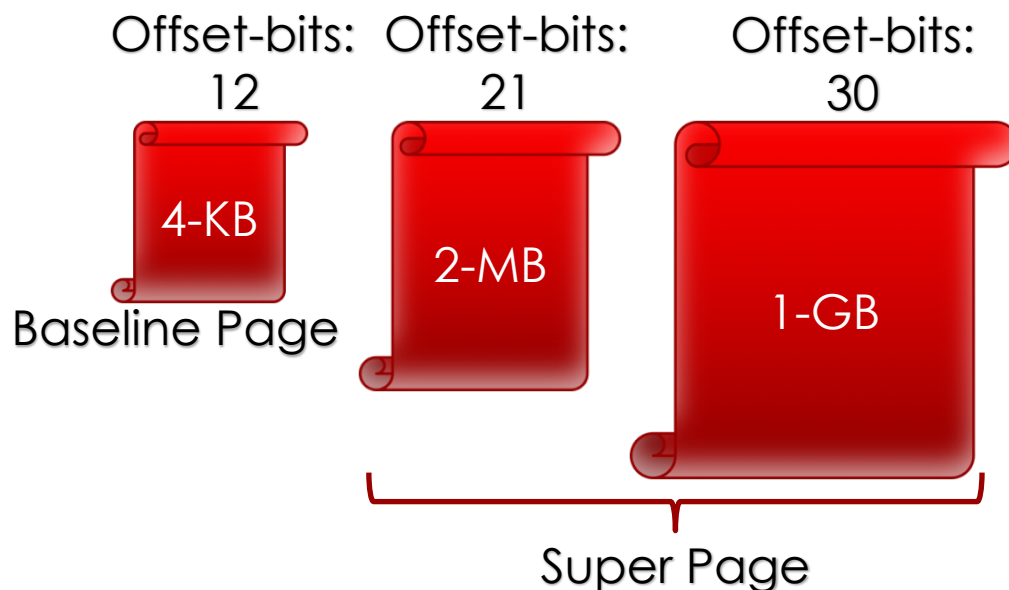 Offset-bits:
12
Offset-bits:
21
Offset-bits:
30
4-KB
2-MB
1-GB
Baseline Page
Super Page